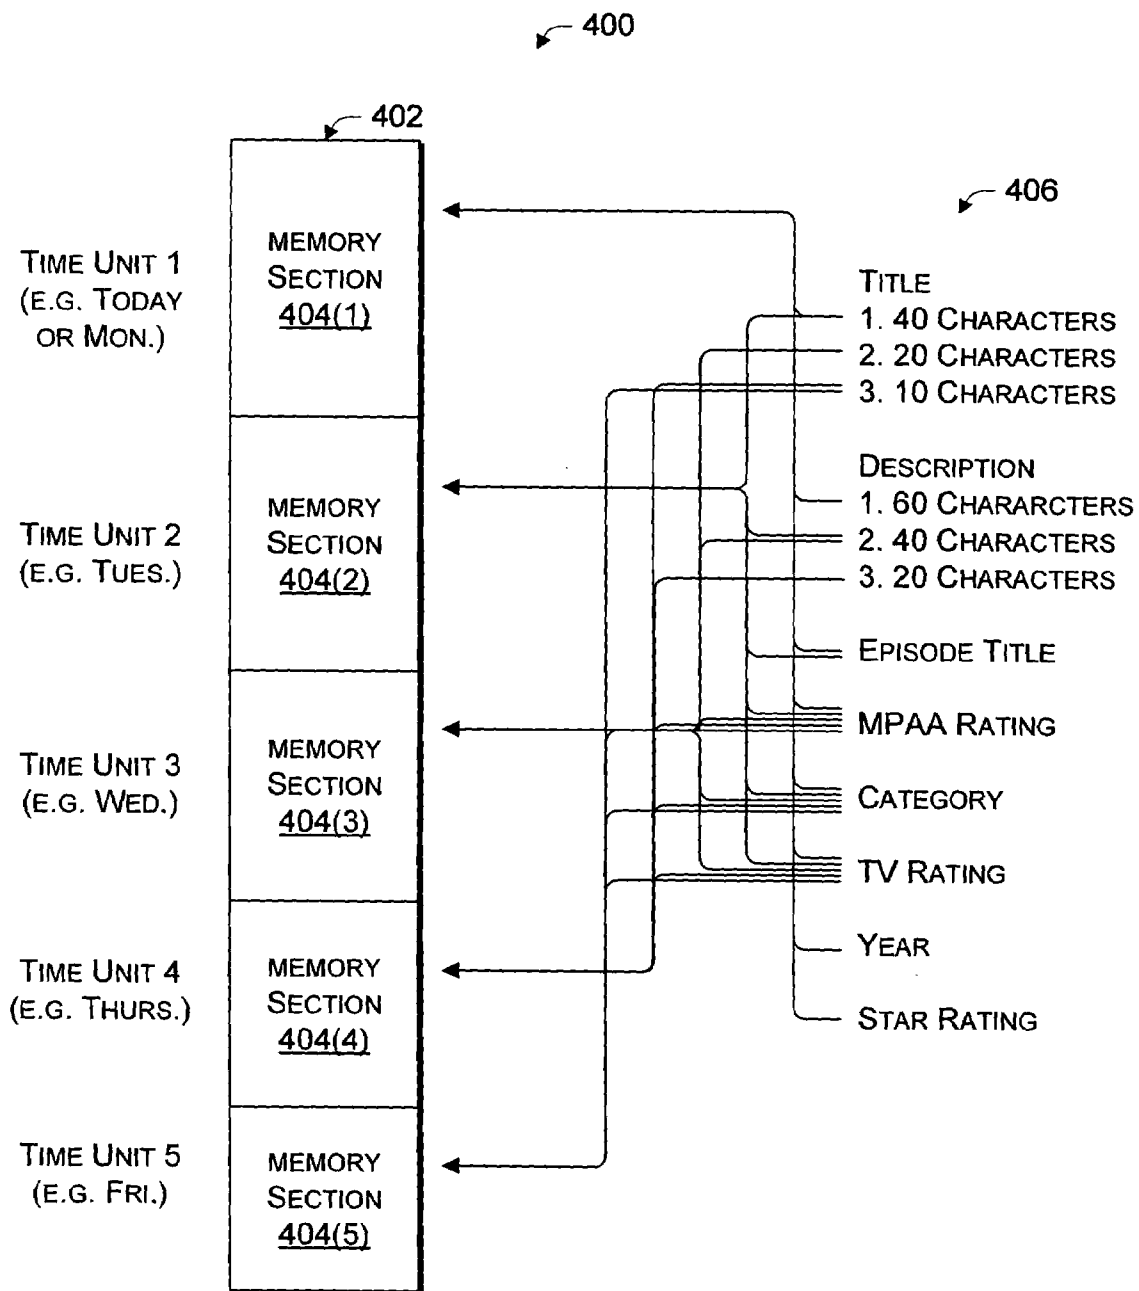 400
402
406
TIME UNIT 1
(E.G. TODAY
OR MON.)
MEMORY
SECTION
404(1)
TIME UNIT 2
(E.G. TUES.)
MEMORY
SECTION
404(2)
TIME UNIT 3
(E.G. WED.)
MEMORY
SECTION
404(3)
TIME UNIT 4
(E.G. THURS.)
MEMORY
SECTION
404(4)
TIME UNIT 5
(E.G. FRI.)
MEMORY
SECTION
404(5)
TITLE
1. 40 CHARACTERS
2. 20 CHARACTERS
3. 10 CHARACTERS
DESCRIPTION
1. 60 CHARARCTERS
2. 40 CHARACTERS
3. 20 CHARACTERS
EPISODE TITLE
MPAA RATING
CATEGORY
TV RATING
YEAR
STAR RATING